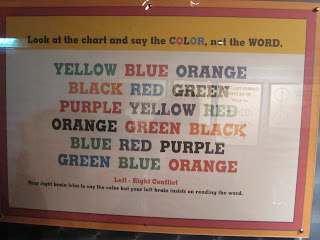 Look at the chart and say the COLOR, not the WORD.
YELLOW BLUE ORANGE
BLACK RED GREEN
PURPLE YELLOW RED
ORANGE GREEN BLACK
BLUE RED PURPLE
GREEN BLUE ORANGE
Left - Right Conflict
Your right brain tries to say the color but your left brain insists on reading the word.